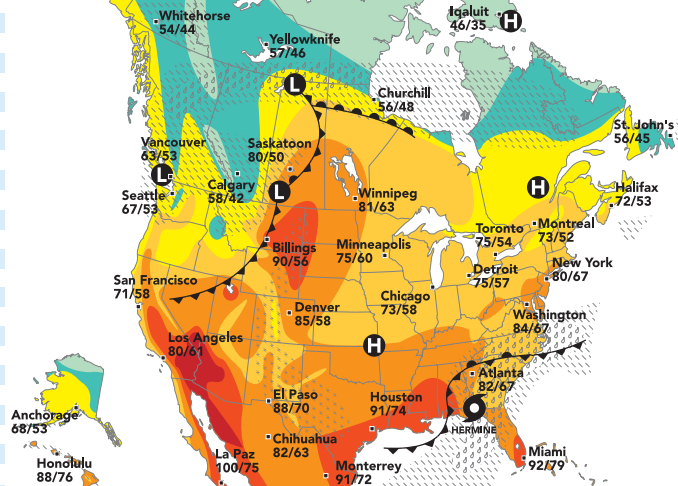 Whitehorse
54/44
Iqaluit
46/35
H
Yellowknife
57/46
L
Churchill
56/48
St. John's
56/45
Vancouver
63/53
Saskatoon
80/50
L
Calgary
58/42
L
H
Seattle
67/53
Winnipeg
81/63
Halifax
72/53
Toronto
75/54
Montreal
73/52
Billings
90/56
Minneapolis
75/60
Detroit
75/57
New York
80/67
San Francisco
71/58
Chicago
73/58
Denver
85/58
Washington
84/67
Los Angeles
80/61
H
Atlanta
82/67
El Paso
88/70
Houston
91/74
HERMINE
Anchorage
68/53
Chihuahua
82/63
La Paz
100/75
Monterrey
91/72
Miami
92/79
Honolulu
88/76